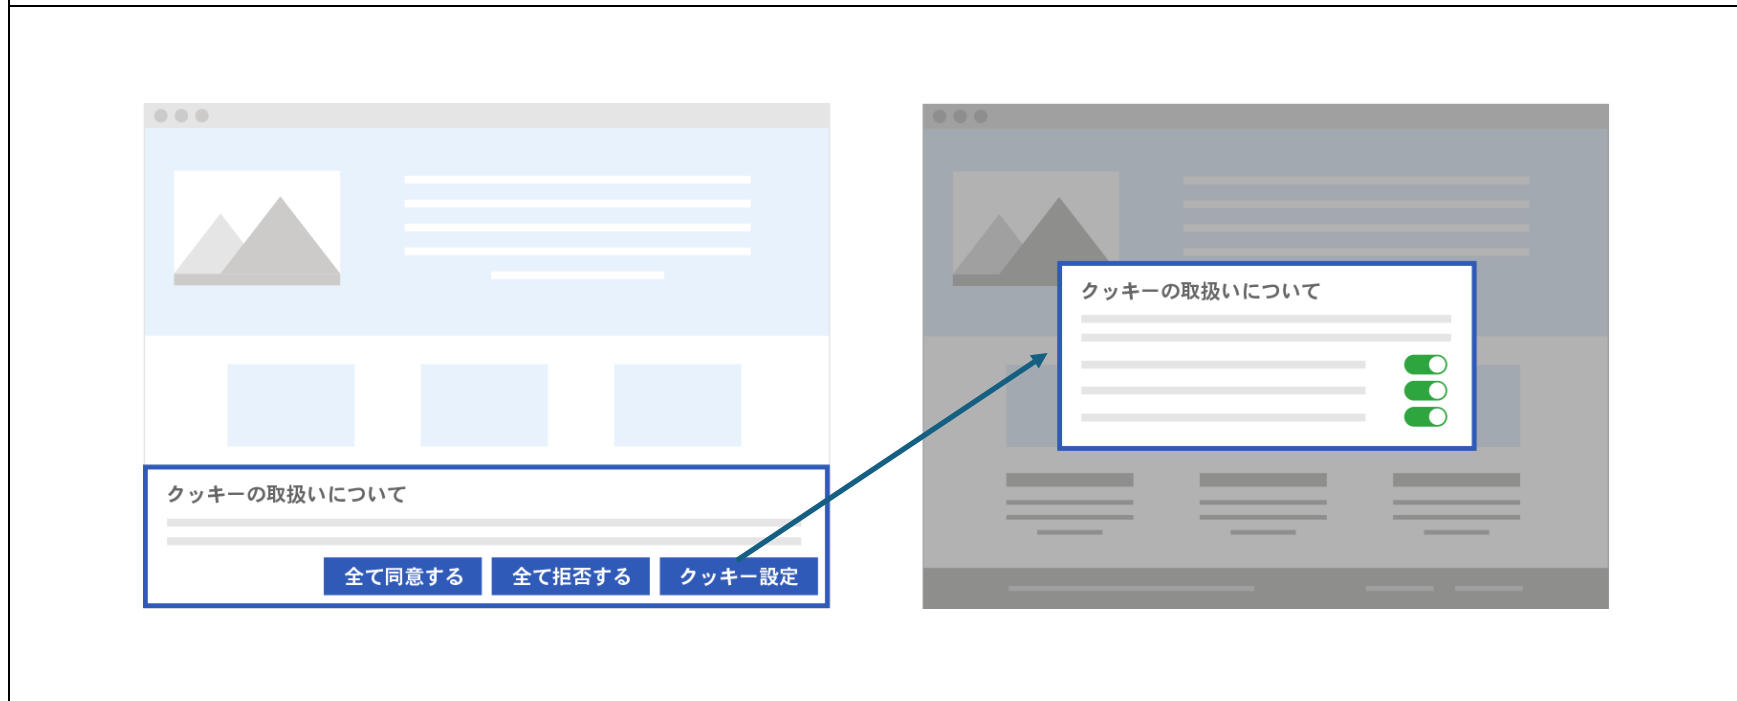 クッキーの取扱いについて
全て同意する
全て拒否する
クッキー設定
クッキーの取扱いについて